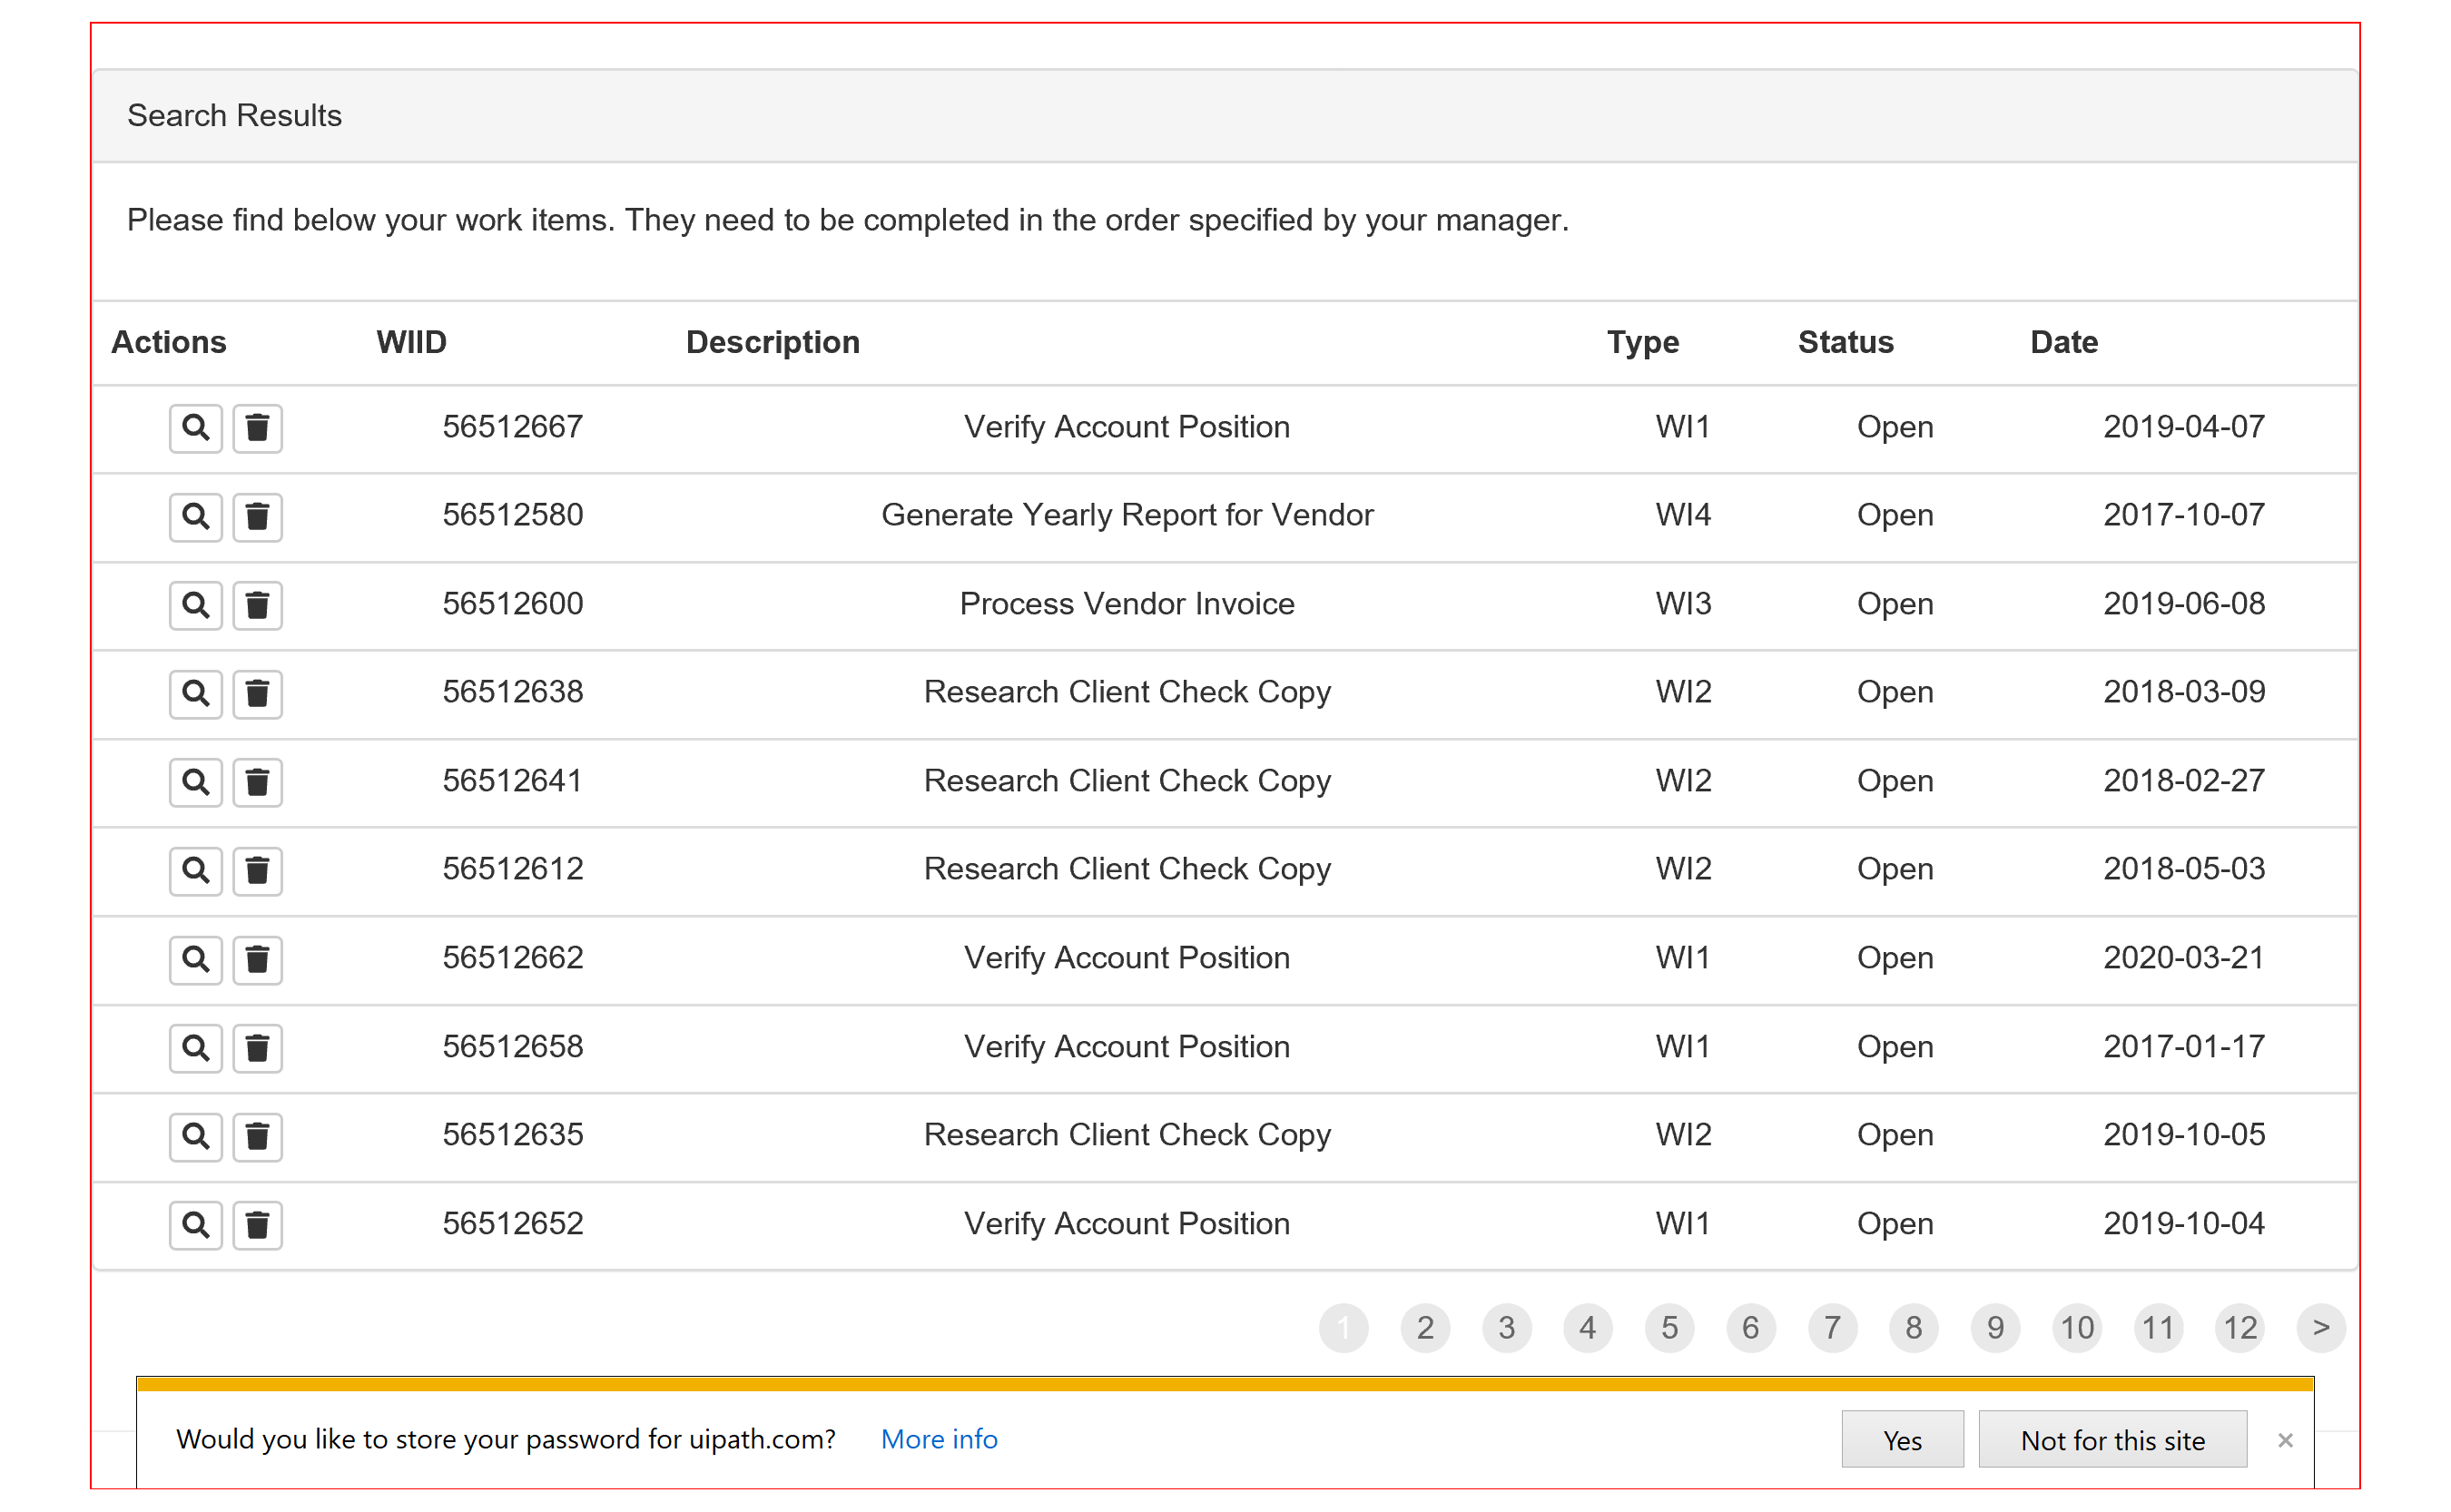 Search Results
Please find below your work items. They need to be completed in the order specified by your manager.
Actions WIID Description Type Status Date
56512667 Verify Account Position WI1 Open 2019-04-07
56512580 Generate Yearly Report for Vendor WI4 Open 2017-10-07
56512600 Process Vendor Invoice WI3 Open 2019-06-08
56512638 Research Client Check Copy WI2 Open 2018-03-09
56512641 Research Client Check Copy WI2 Open 2018-02-27
56512612 Research Client Check Copy WI2 Open 2018-05-03
56512662 Verify Account Position WI1 Open 2020-03-21
56512658 Verify Account Position WI1 Open 2017-01-17
56512635 Research Client Check Copy WI2 Open 2019-10-05
56512652 Verify Account Position WI1 Open 2019-10-04
1 2 3 4 5 6 7 8 9 10 11 12 >
Would you like to store your password for uipath.com? More info Yes Not for this site ×